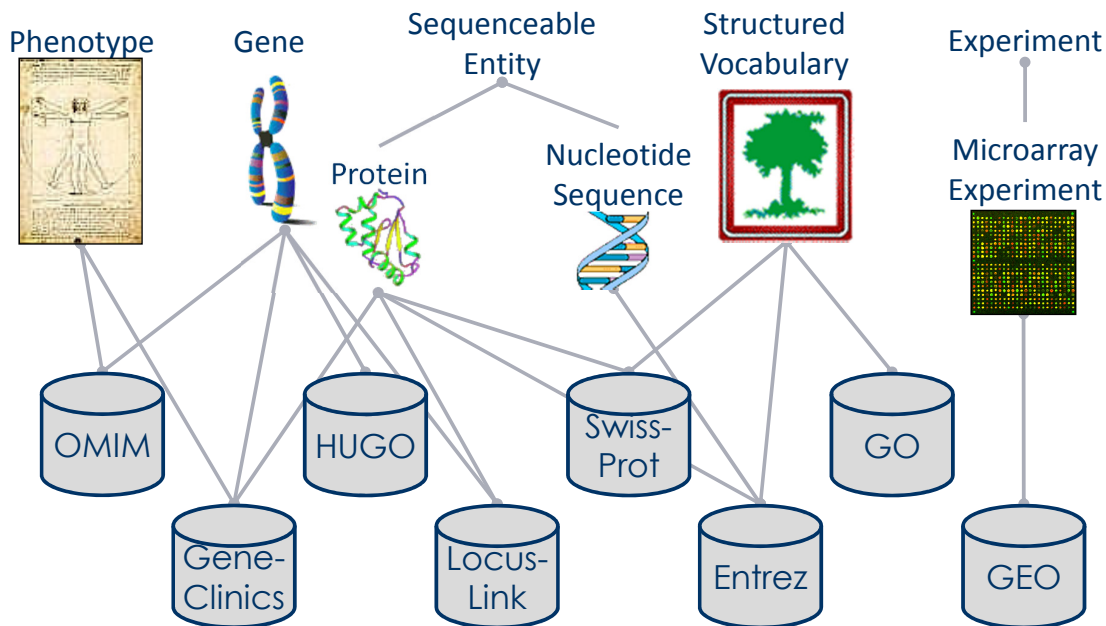 Phenotype
Gene
Sequenceable
Entity
Structured
Vocabulary
Experiment
Protein
Nucleotide
Sequence
Microarray
Experiment
OMIM
HUGO
Swiss-
Prot
GO
Gene-
Clinics
Locus-
Link
Entrez
GEO